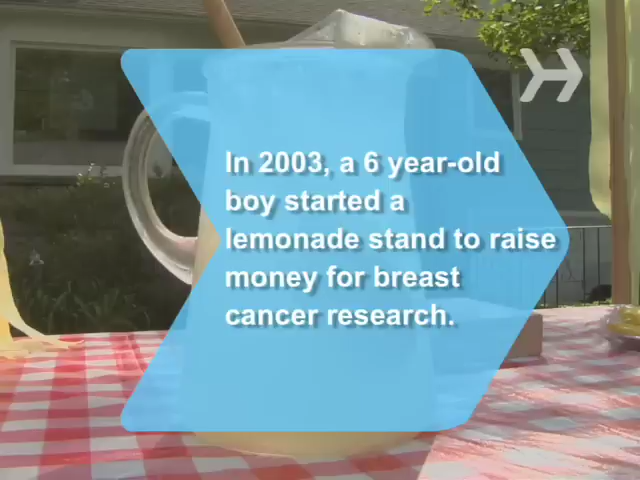 In 2003, a 6 year-old
boy started a
lemonade stand to raise
money for breast
cancer research.